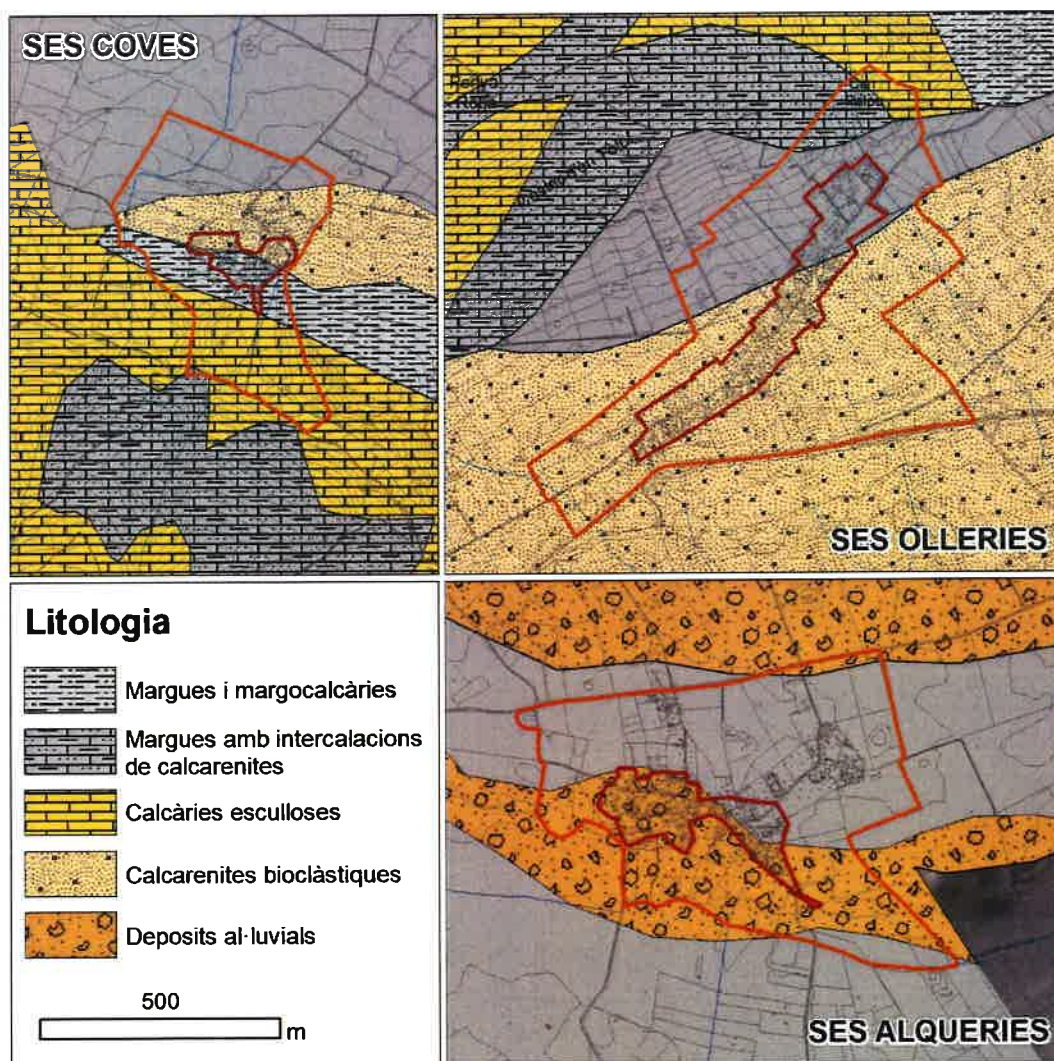 SES COVES
SES OLLERIES
Litologia
Margues i margocalcàries
Margues amb intercalacions
de calcarenites
Calcàries esculloses
Calcarenites bioclàstiques
Deposits al·luvials
500
m
SES ALQUERIES